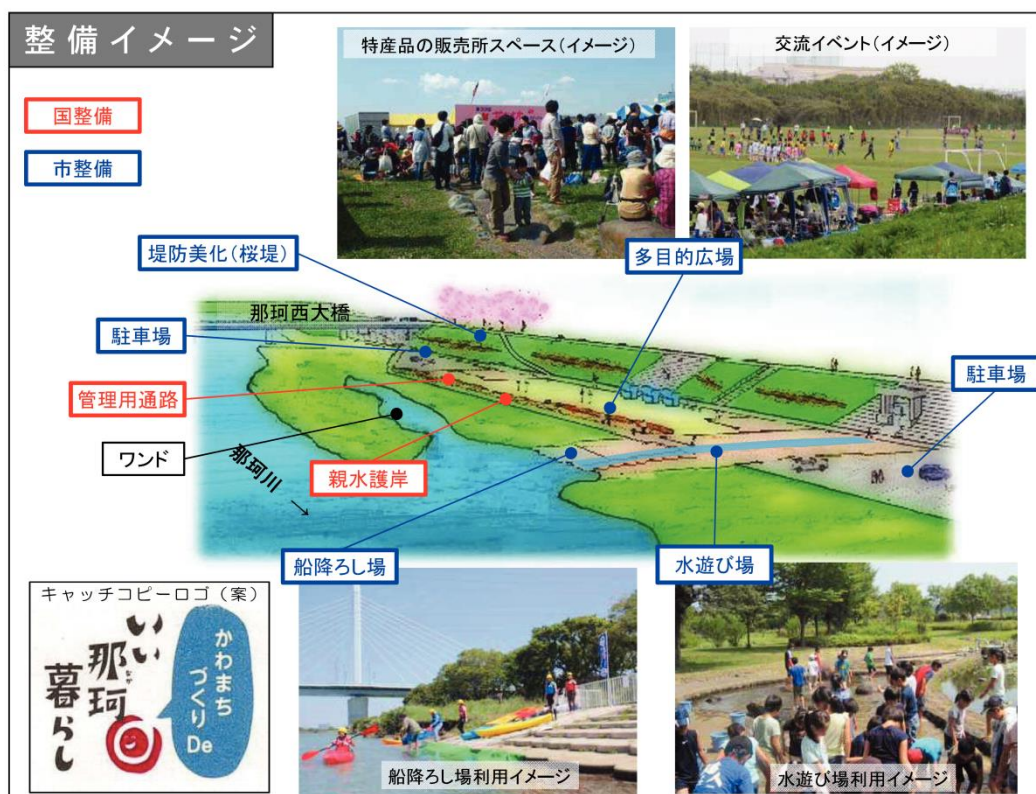 整備イメージ
国整備
市整備
特産品の販売所スペース(イメージ)
交流イベント(イメージ)
堤防美化(桜堤)
多目的広場
那珂西大橋
駐車場
駐車場
管理用通路
ワンド
那珂川
→
親水護岸
船降ろし場
水遊び場
キャッチコピーロゴ(案)
かわまち
づくり
De
いい
那珂
なか
暮らし
船降ろし場利用イメージ
水遊び場利用イメージ